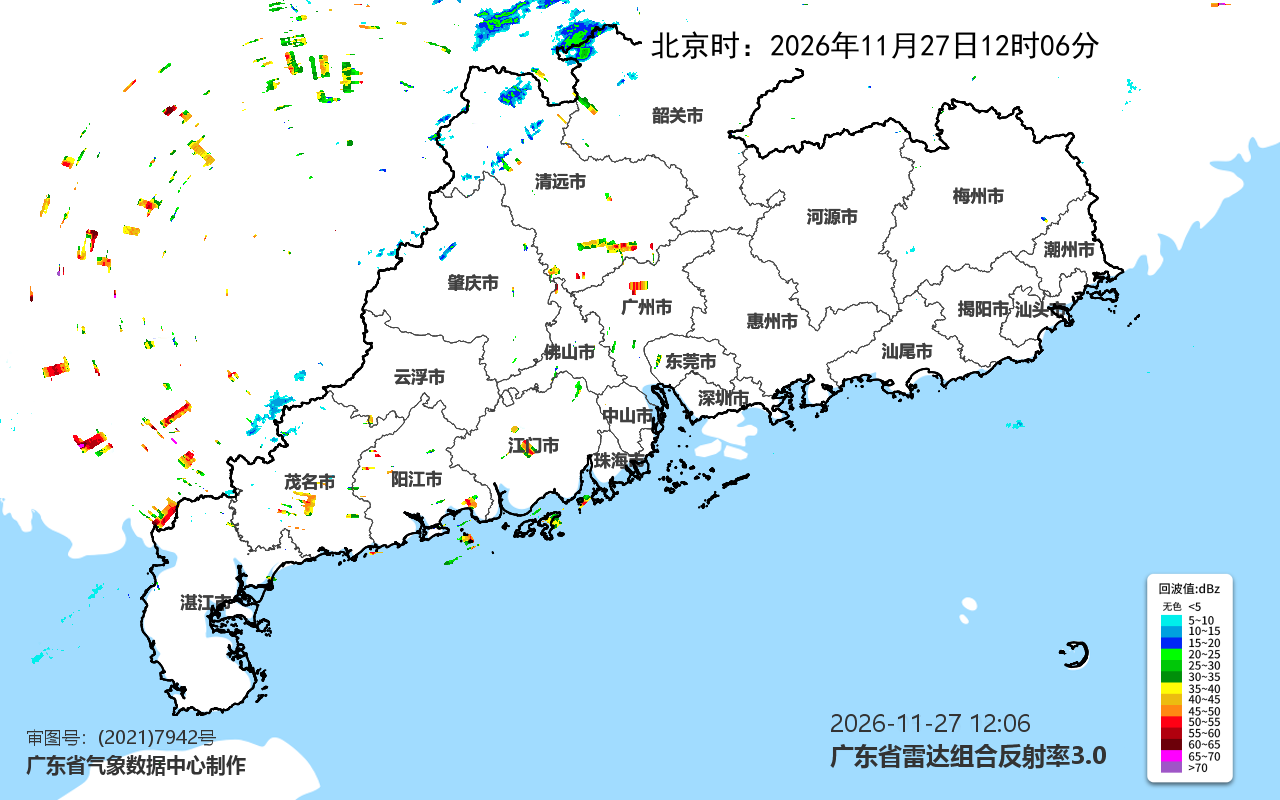 北京时：2026年11月27日12时06分
韶关市
清远市
梅州市
河源市
潮州市
肇庆市
广州市
惠州市
揭阳市
汕头市
佛山市
东莞市
汕尾市
云浮市
深圳市
中山市
江门市
珠海市
茂名市
阳江市
湛江市
回波值:dBz
无色 <5
5~10
10~15
15~20
20~25
25~30
30~35
35~40
40~45
45~50
50~55
55~60
60~65
65~70
>70
2026-11-27 12:06
广东省雷达组合反射率3.0
审图号：(2021)7942号
广东省气象数据中心制作